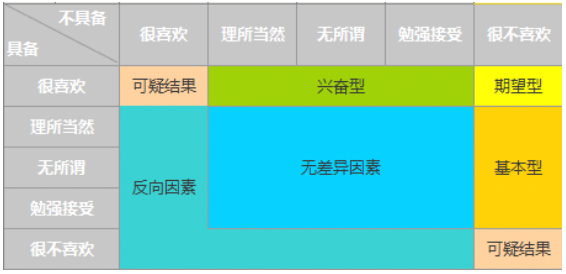 不具备
具备
很喜欢 理所当然 无所谓 勉强接受 很不喜欢
很喜欢 可疑结果 兴奋型 期望型
理所当然
无所谓 无差异因素 基本型
反向因素
勉强接受
很不喜欢 可疑结果